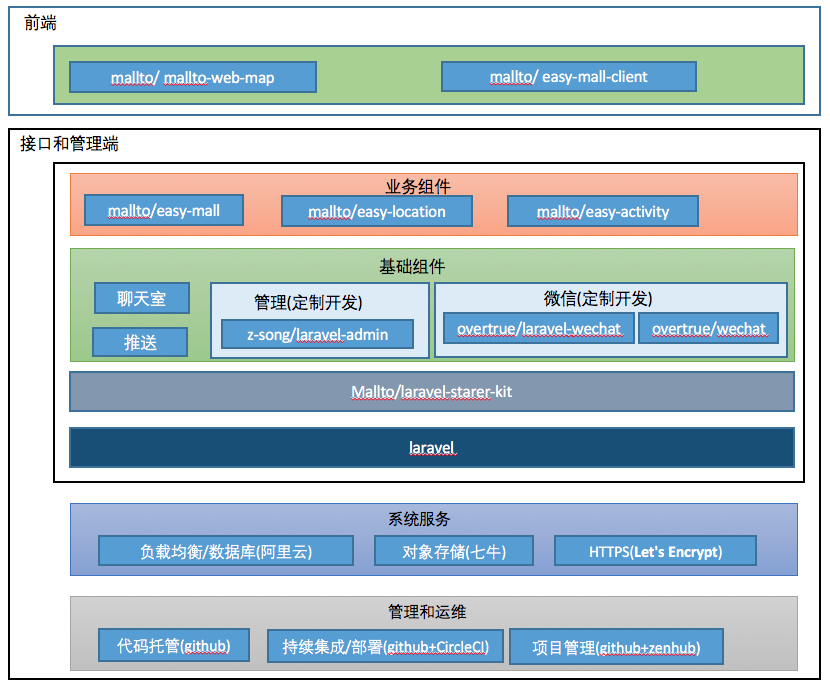 前端
mallto/ mallto-web-map
mallto/ easy-mall-client
接口和管理端
业务组件
mallto/easy-mall
mallto/easy-location
mallto/easy-activity
基础组件
聊天室
推送
管理(定制开发)
z-song/laravel-admin
微信(定制开发)
overtrue/laravel-wechat
overtrue/wechat
Mallto/laravel-starer-kit
laravel
系统服务
负载均衡/数据库(阿里云)
对象存储(七牛)
HTTPS(Let's Encrypt)
管理和运维
代码托管(github)
持续集成/部署(github+CircleCI)
项目管理(github+zenhub)